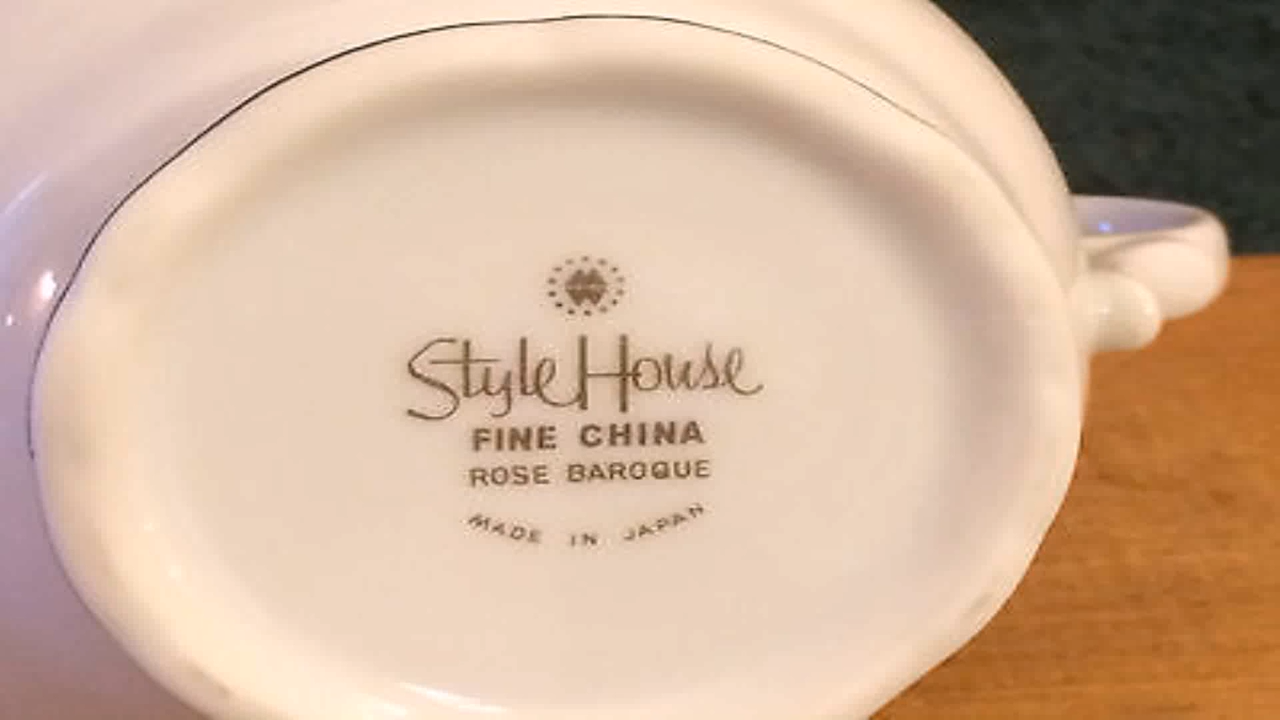 Style House
FINE CHINA
ROSE BAROQUE
MADE IN JAPAN